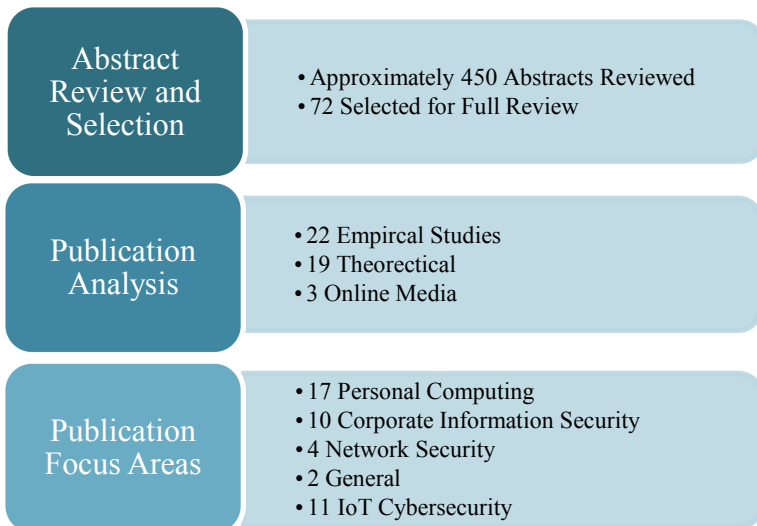 Abstract
Review and
Selection
• Approximately 450 Abstracts Reviewed
• 72 Selected for Full Review
Publication
Analysis
• 22 Empircal Studies
• 19 Theorectical
• 3 Online Media
Publication
Focus Areas
• 17 Personal Computing
• 10 Corporate Information Security
• 4 Network Security
• 2 General
• 11 IoT Cybersecurity